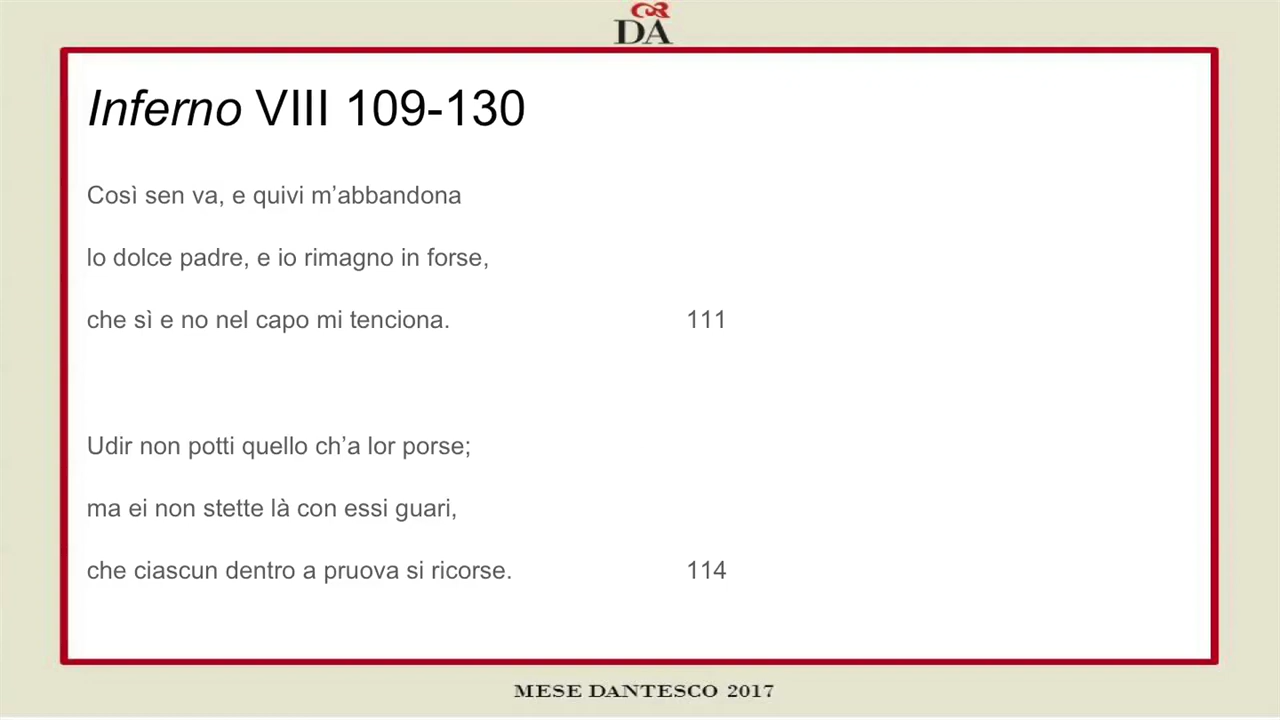 DA
Inferno VIII 109-130
Così sen va, e quivi m’abbandona
lo dolce padre, e io rimagno in forse,
che sì e no nel capo mi tenciona. 111
Udir non potti quello ch’a lor porse;
ma ei non stette là con essi guari,
che ciascun dentro a pruova si ricorse. 114
MESE DANTESCO 2017